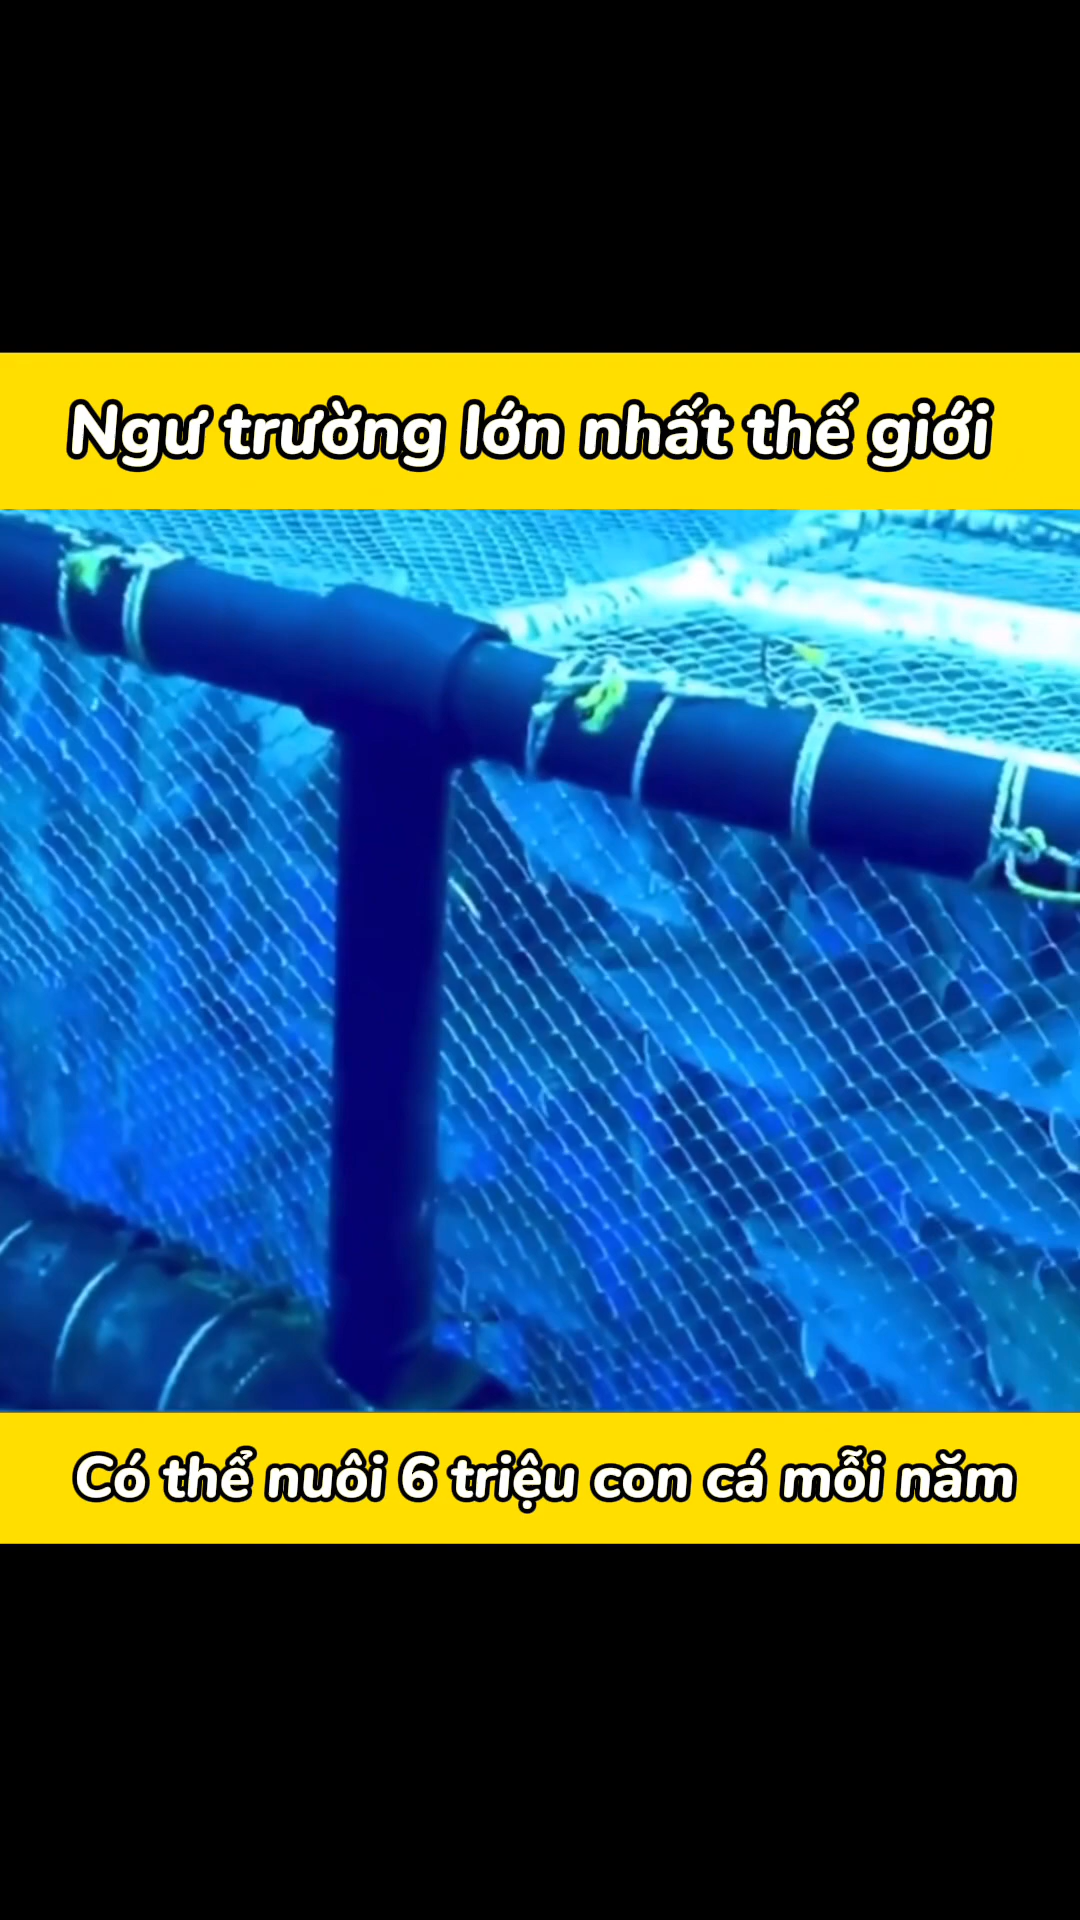 Ngư trường lớn nhất thế giới
Có thể nuôi 6 triệu con cá mỗi năm